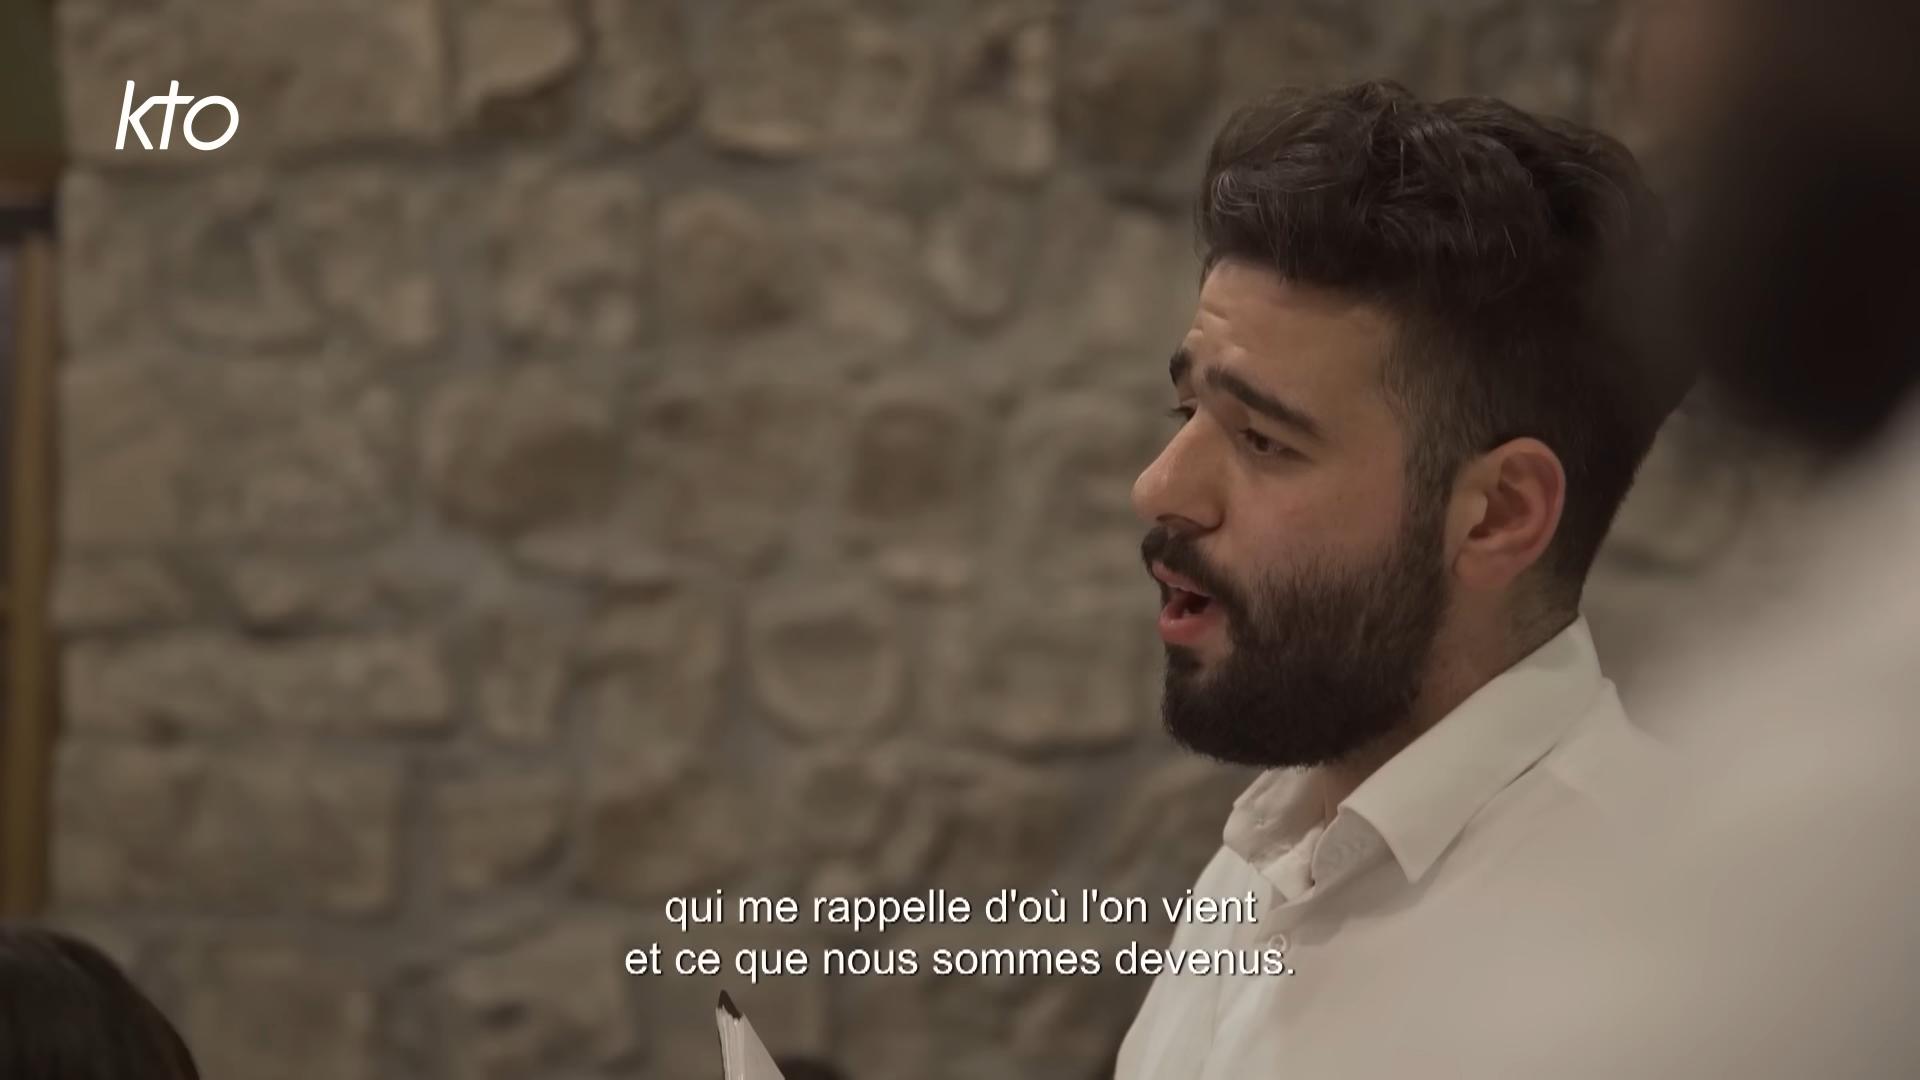 kto
qui me rappelle d'où l'on vient
et ce que nous sommes devenus.